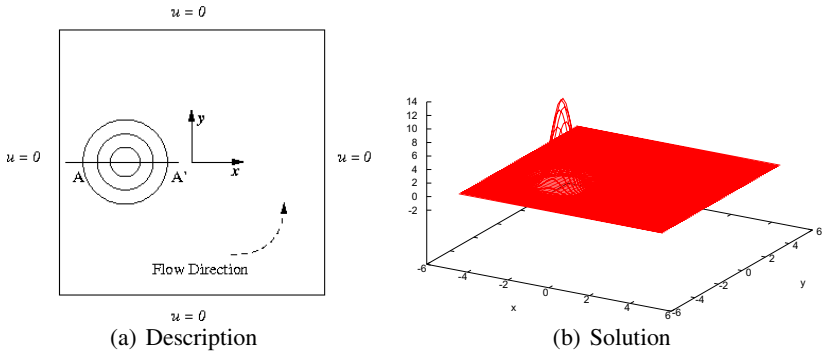 u = 0
y
u = 0
A
A'
x
u = 0
Flow Direction
u = 0
(a) Description
14
12
10
8
6
4
2
0
-2
-6
-4
-2
0
2
4
6
x
-6
-4
-2
0
2
4
6
y
(b) Solution